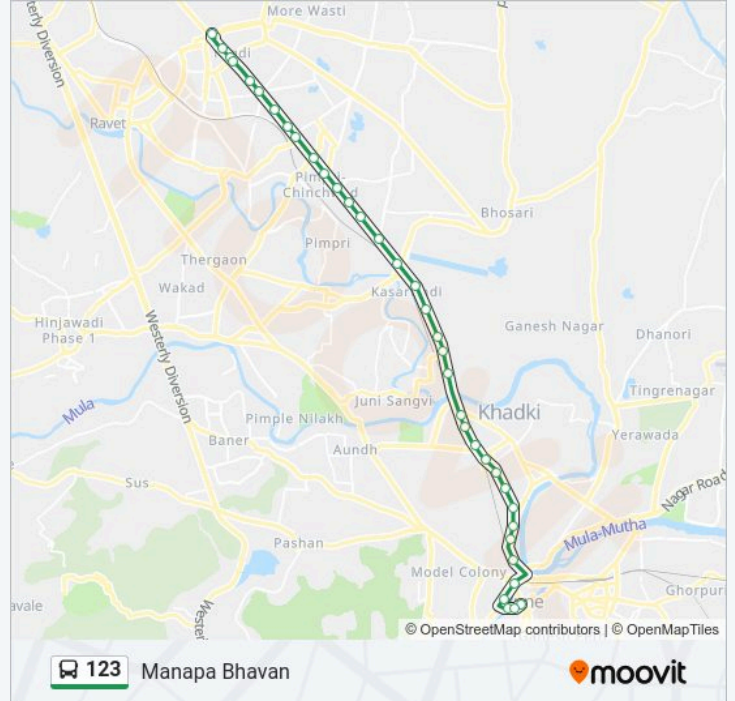 More Wasti
Westerly Diversion
Ravet
Chinchwad
Bhosari
Pimpri
Thergaon
Wakad
Hinjawadi
Phase 1
Ganesh Nagar
Dhanori
Westerly Diversion
Tingrenagar
Mula
Juni Sangvi
Khadki
Pimple Nilakh
Baner
Aundh
Yerawada
Sus
Nagar Road
Pashan
Mula-Mutha
Model Colony
Ghorpuri
© OpenStreetMap contributors | © OpenMapTiles
123 Manapa Bhavan
moovit